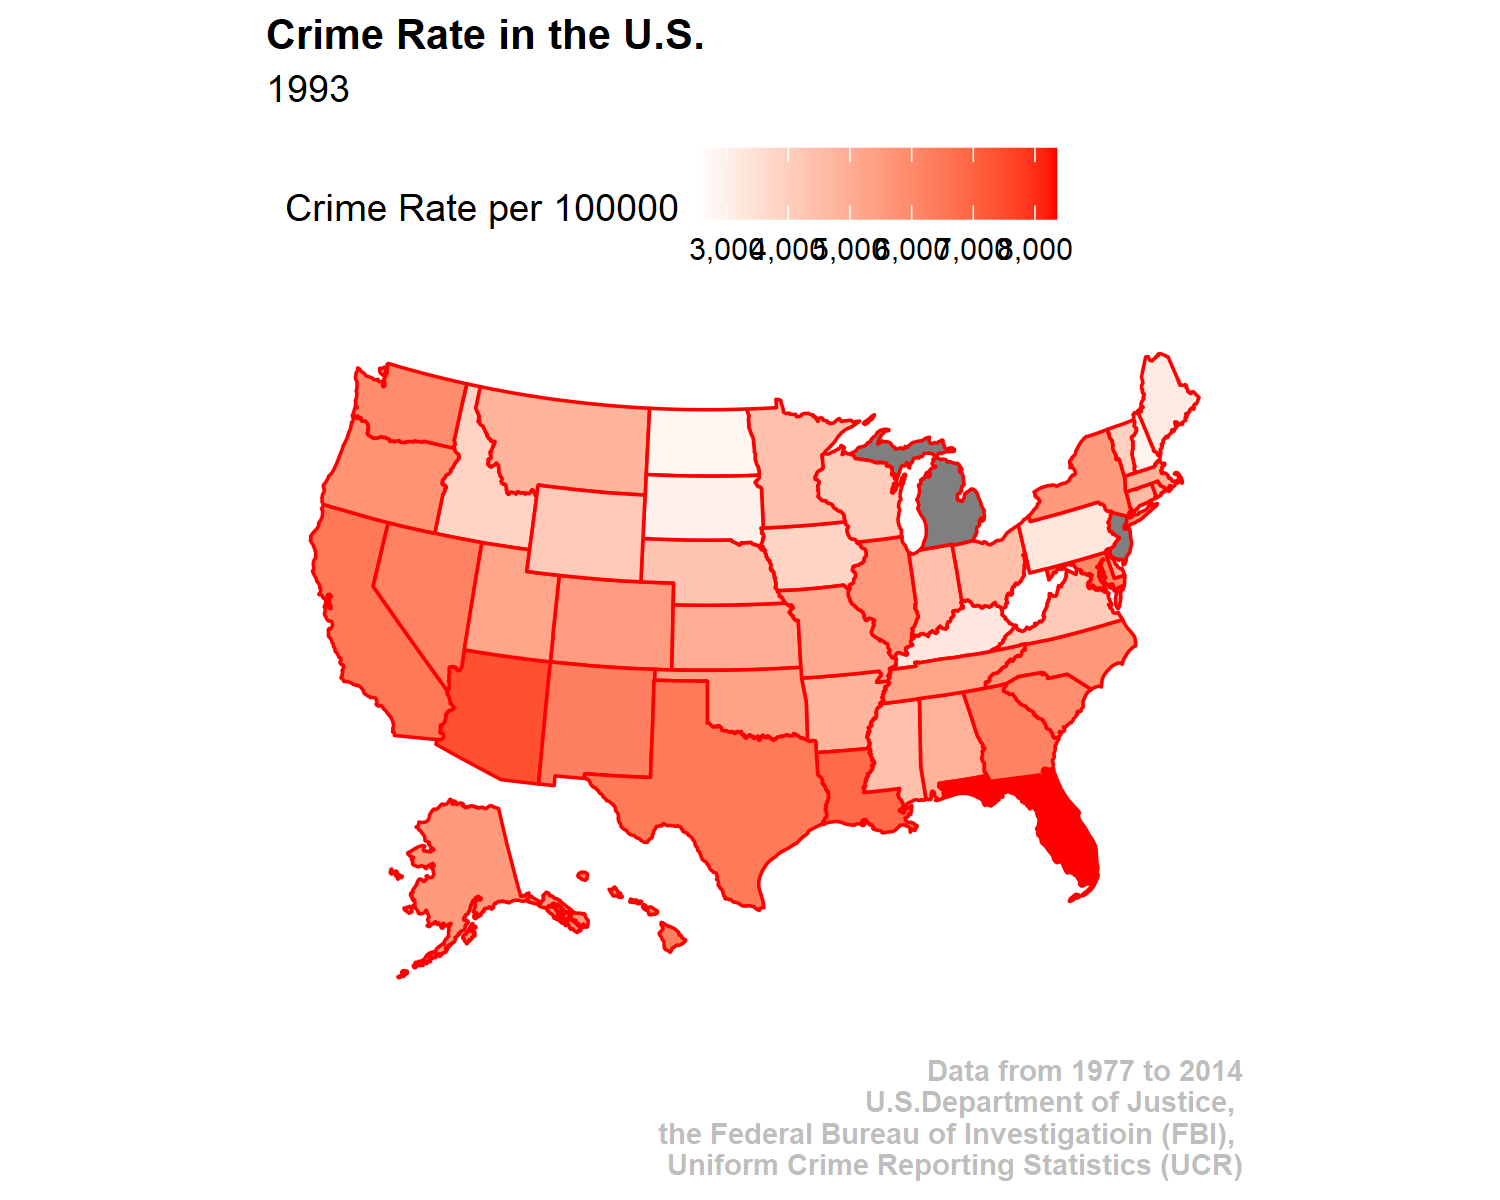 Crime Rate in the U.S.
1993
Crime Rate per 100000
3,000 4,000 5,000 6,000 7,000 8,000
Data from 1977 to 2014
U.S.Department of Justice,
the Federal Bureau of Investigatioin (FBI),
Uniform Crime Reporting Statistics (UCR)